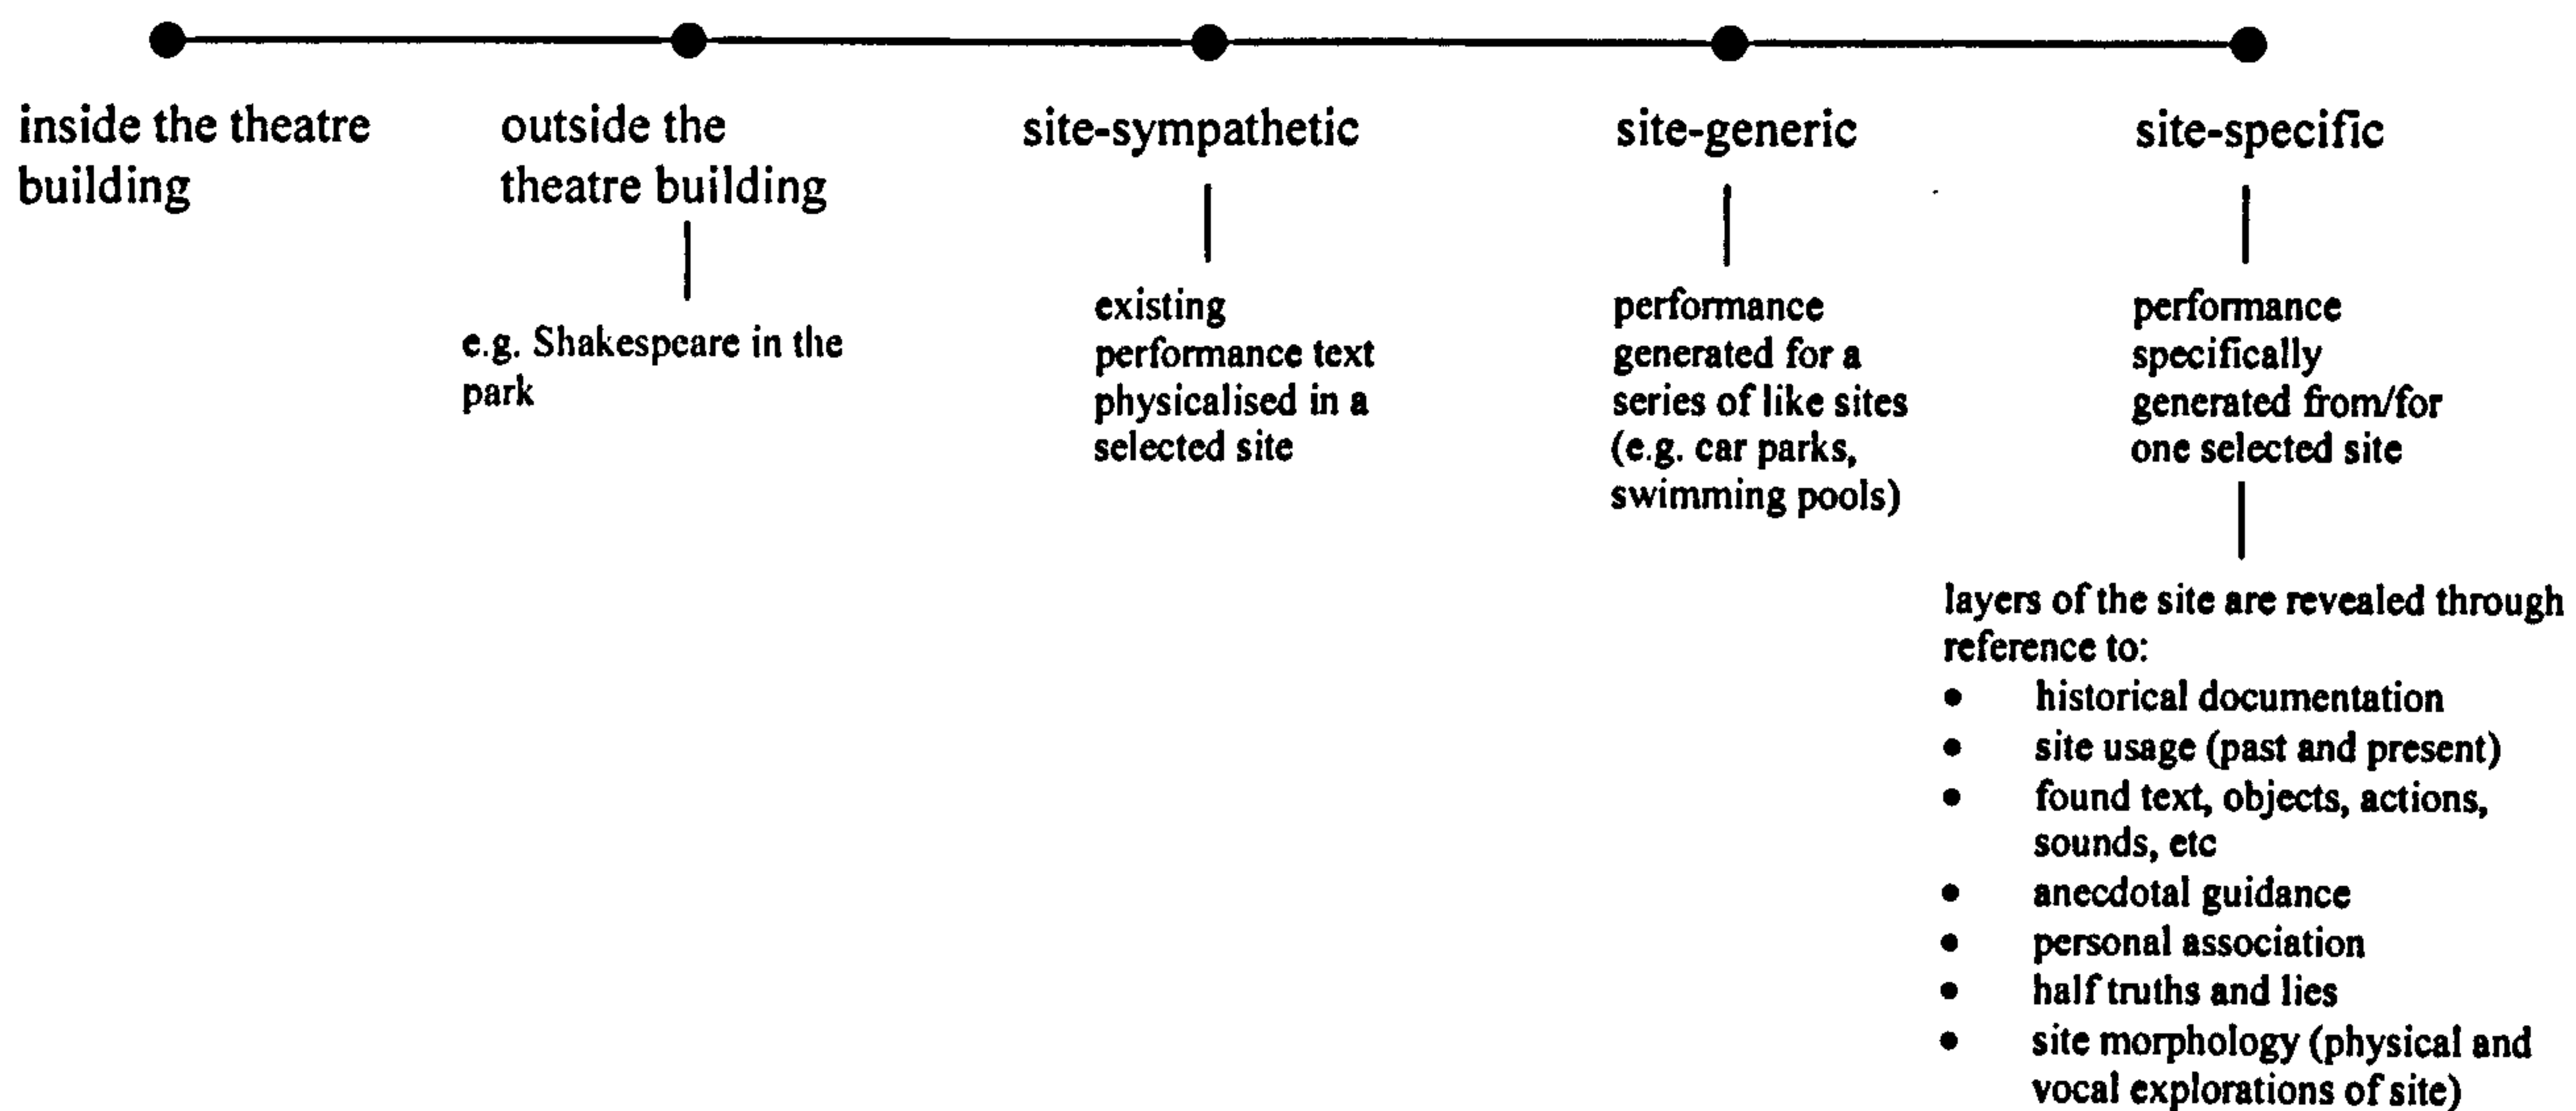 inside the theatre
building
outside the
theatre building
e.g. Shakespeare in the
park
site-sympathetic
existing
performance text
physicalised in a
selected site
site-generic
performance
generated for a
series of like sites
(e.g. car parks,
swimming pools)
site-specific
performance
specifically
generated from/for
one selected site
layers of the site are revealed through
reference to:
• historical documentation
• site usage (past and present)
• found text, objects, actions,
sounds, etc
• anecdotal guidance
• personal association
• half truths and lies
• site morphology (physical and
vocal explorations of site)